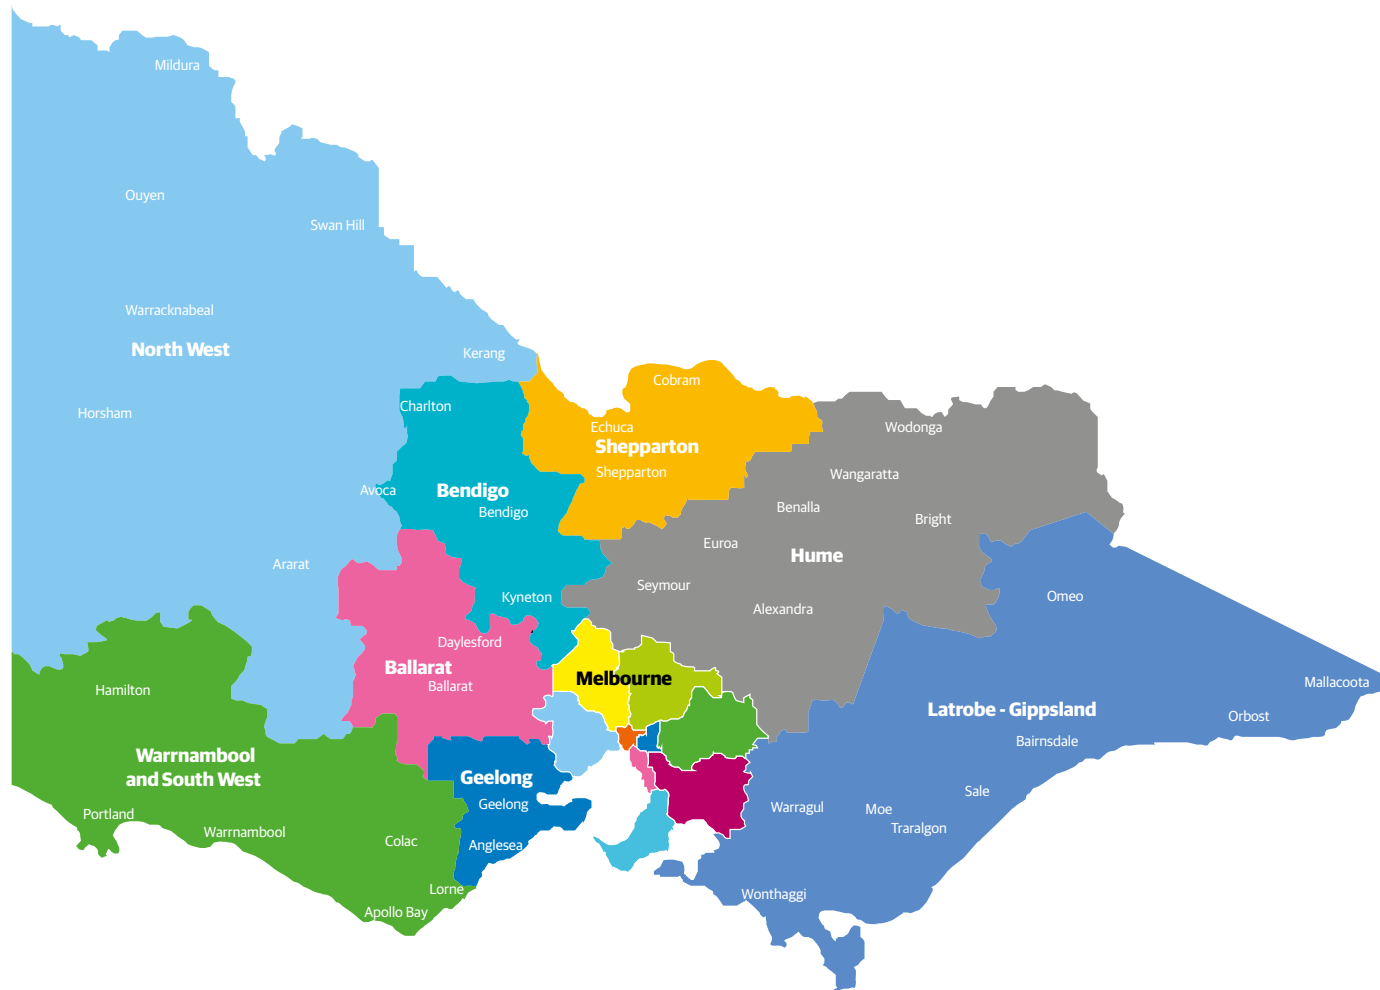 Mildura
Ouyen
Swan Hill
Warracknabeal
North West
Kerang
Horsham
Charlton
Cobram
Echuca
Shepparton
Shepparton
Wodonga
Wangaratta
Avoca
Bendigo
Bendigo
Benalla
Bright
Euroa
Hume
Ararat
Seymour
Kyneton
Alexandra
Omeo
Daylesford
Ballarat
Ballarat
Melbourne
Hamilton
Mallacoota
Latrobe - Gippsland
Orbost
Bairnsdale
Warrnambool
and South West
Geelong
Geelong
Sale
Warragul
Moe
Traralgon
Portland
Warrnambool
Colac
Anglesea
Lorne
Wonthaggi
Apollo Bay